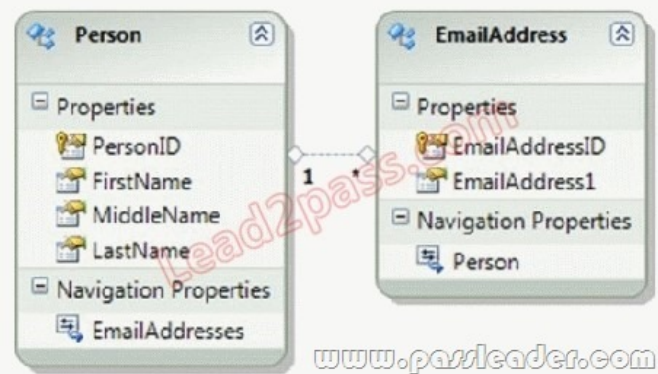 Person
Properties
PersonID
FirstName
MiddleName
LastName
Navigation Properties
EmailAddresses
1
*
EmailAddress
Properties
EmailAddressID
EmailAddress1
Navigation Properties
Person
Lead2pass.com
www.passleader.com